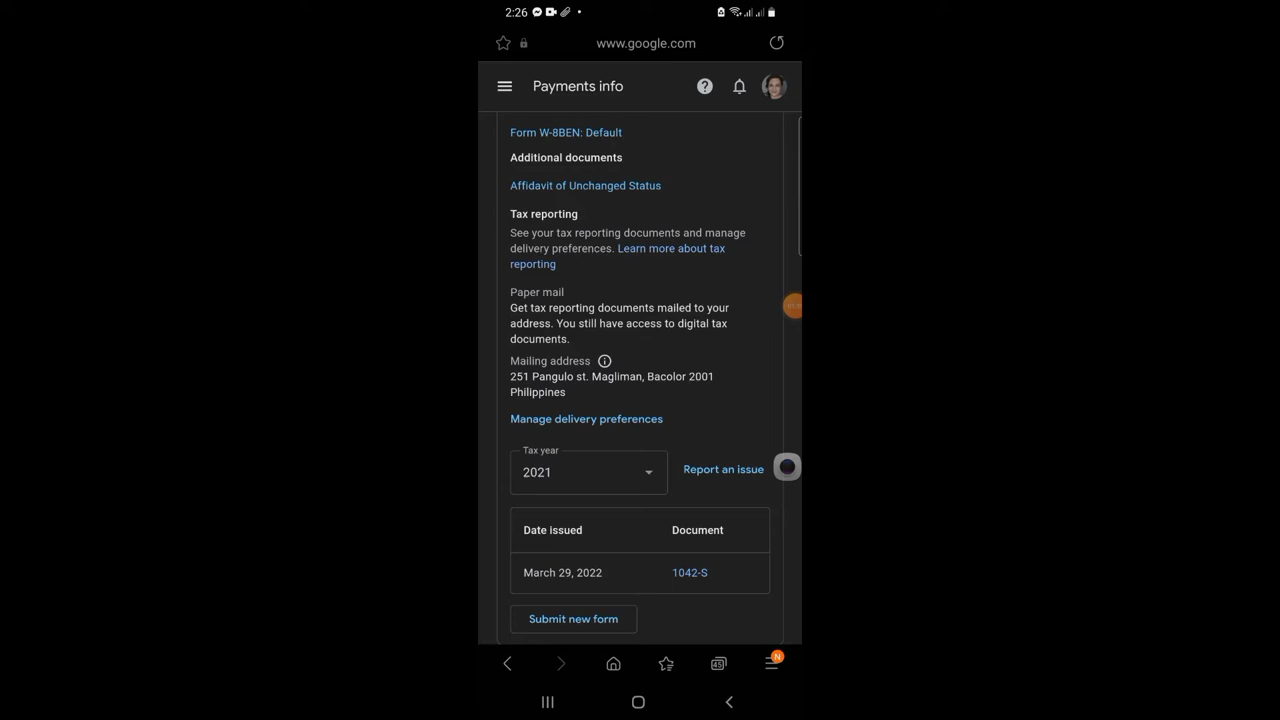 2:26
www.google.com
Payments info
Form W-8BEN: Default
Additional documents
Affidavit of Unchanged Status
Tax reporting
See your tax reporting documents and manage
delivery preferences. Learn more about tax
reporting
Paper mail
Get tax reporting documents mailed to your
address. You still have access to digital tax
documents.
Mailing address
251 Pangulo st. Magliman, Bacolor 2001
Philippines
Manage delivery preferences
Tax year
2021
Report an issue
Date issued Document
March 29, 2022 1042-S
Submit new form
45
N